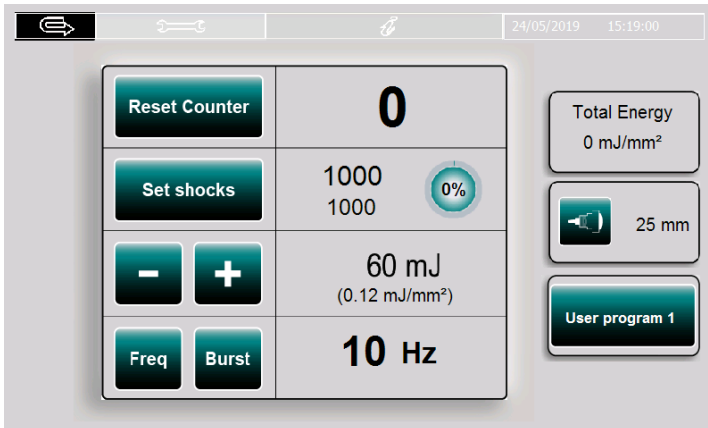 24/05/2019 15:19:00
Reset Counter
0
Set shocks
1000
1000
0%
-
+
60 mJ
(0.12 mJ/mm²)
Freq
Burst
10 Hz
Total Energy
0 mJ/mm²
25 mm
User program 1